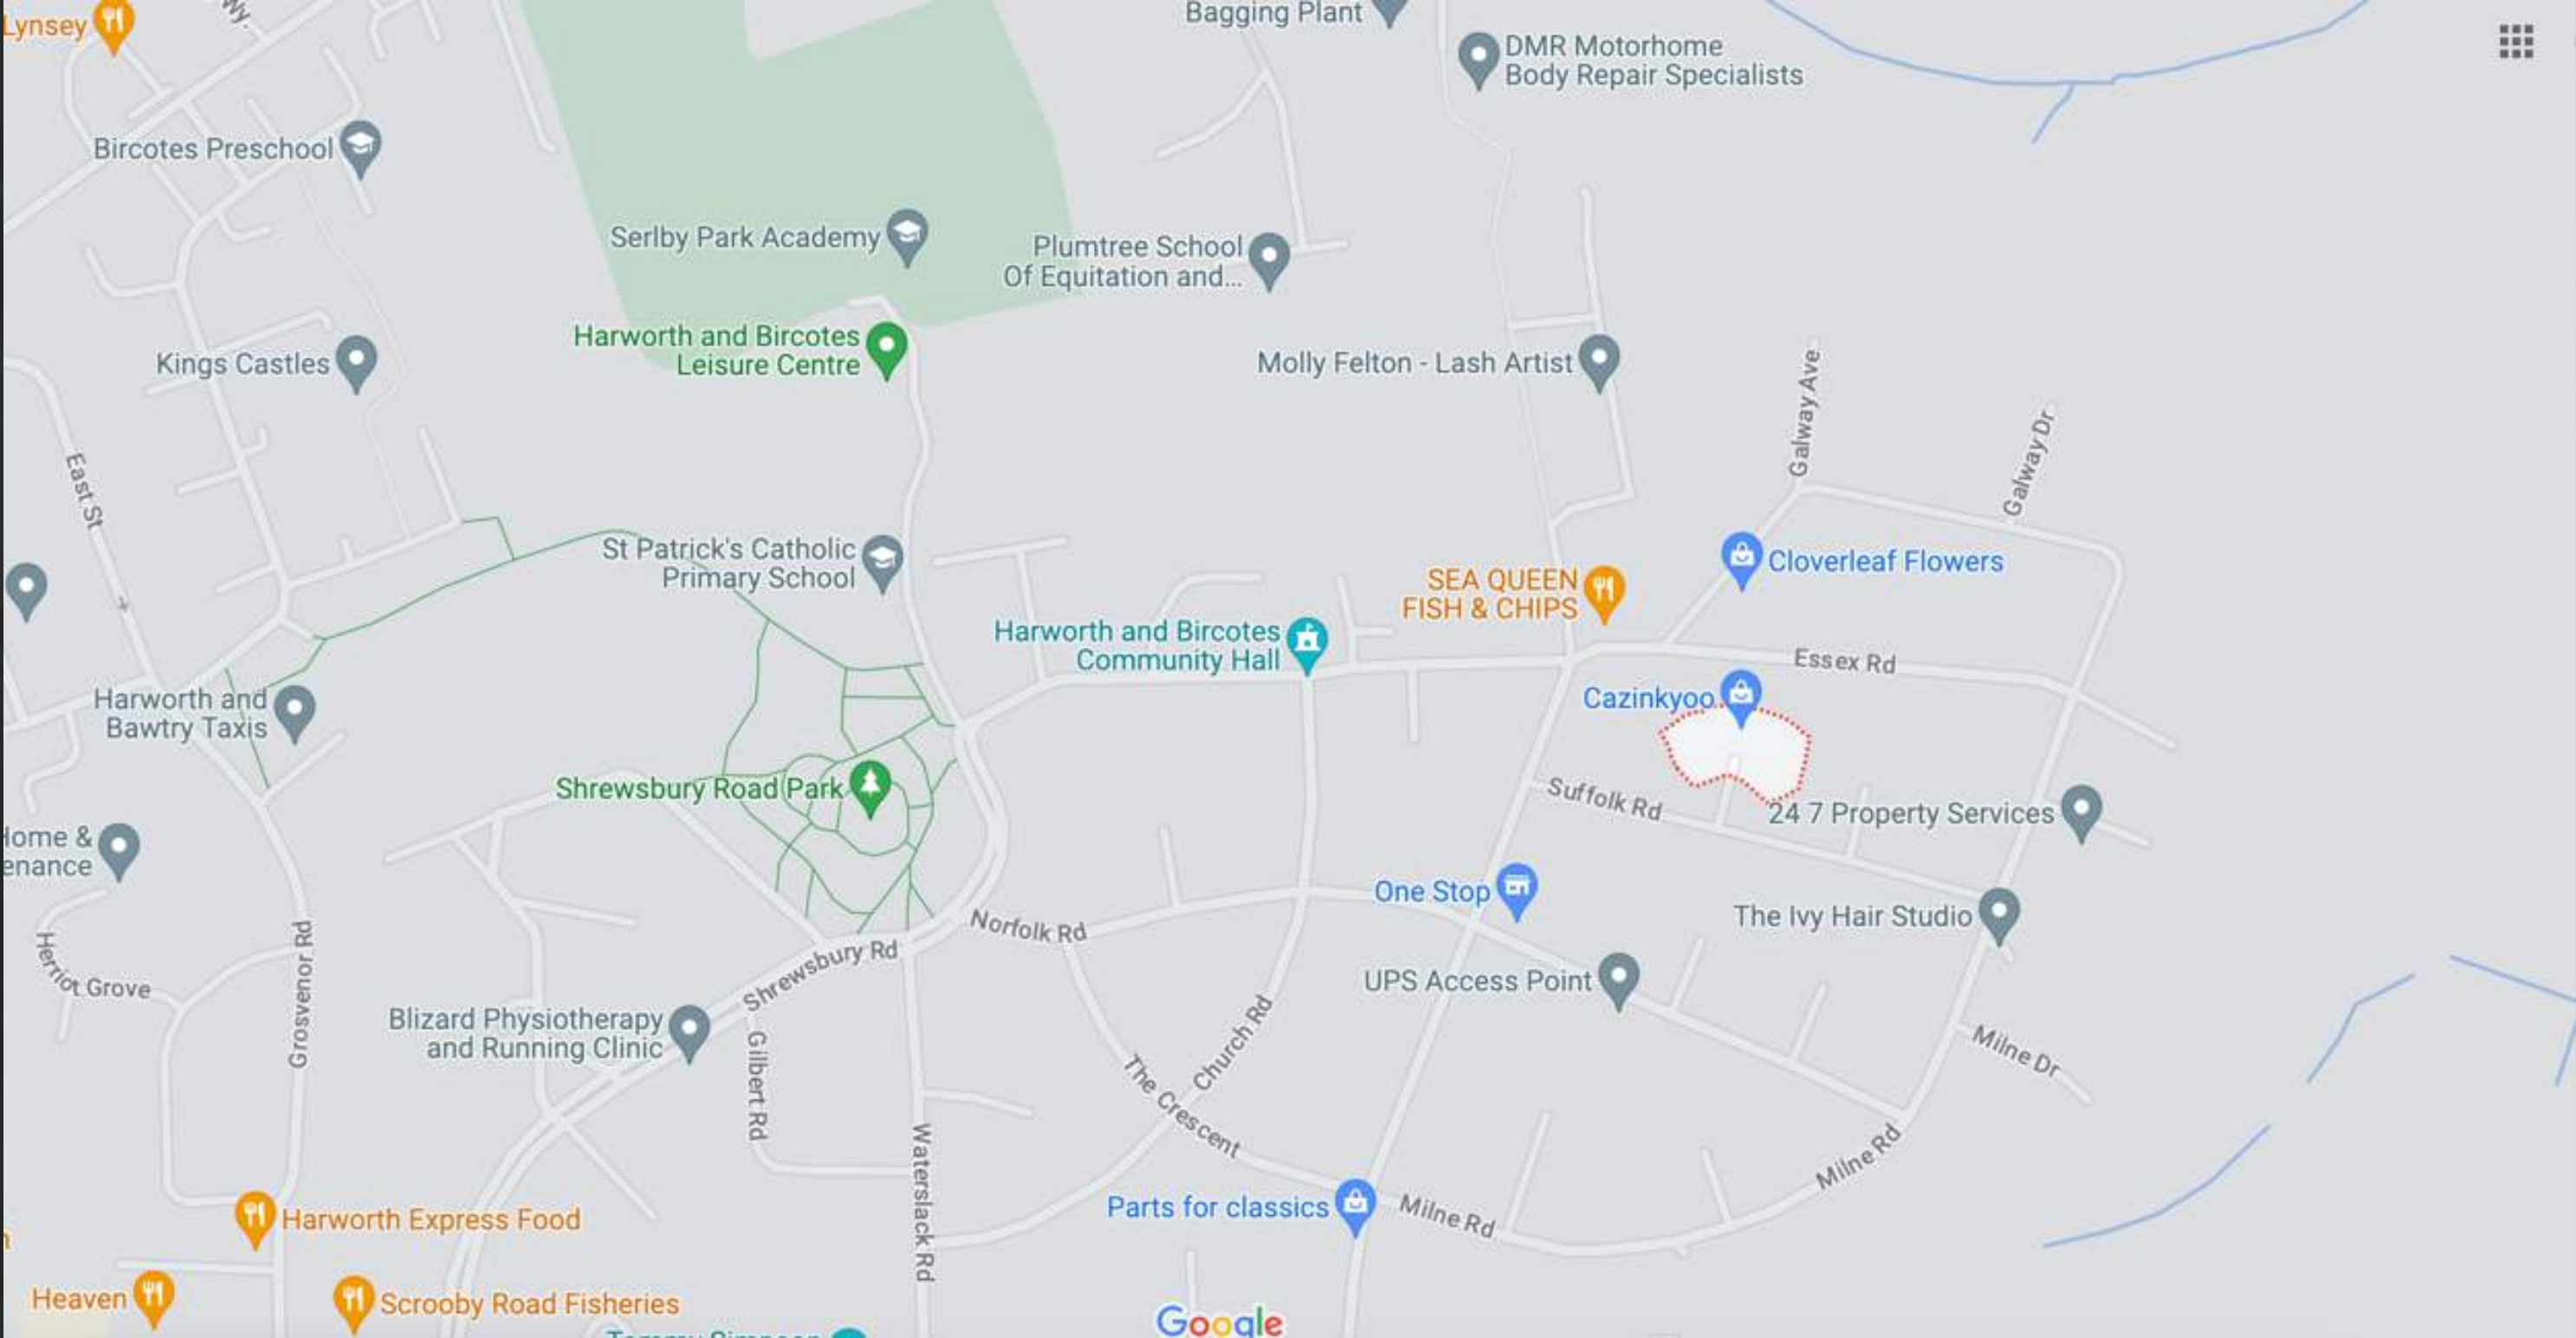 Lynsey
Wy.
Bagging Plant
DMR Motorhome
Body Repair Specialists
Bircotes Preschool
Serlby Park Academy
Plumtree School
Of Equitation and...
Harworth and Bircotes
Leisure Centre
Kings Castles
Molly Felton - Lash Artist
Galway Ave
Galway Dr
East St
St Patrick's Catholic
Primary School
Cloverleaf Flowers
SEA QUEEN
FISH & CHIPS
Harworth and Bircotes
Community Hall
Essex Rd
Cazinkyoo
Harworth and
Bawtry Taxis
Shrewsbury Road Park
Suffolk Rd
24 7 Property Services
Home &
enance
One Stop
The Ivy Hair Studio
Norfolk Rd
Shrewsbury Rd
Herriot Grove
Grosvenor Rd
UPS Access Point
Blizard Physiotherapy
and Running Clinic
Gilbert Rd
Church Rd
The Crescent
Milne Dr
Waterslack Rd
Milne Rd
Parts for classics
Milne Rd
Harworth Express Food
Heaven
Scrooby Road Fisheries
Google